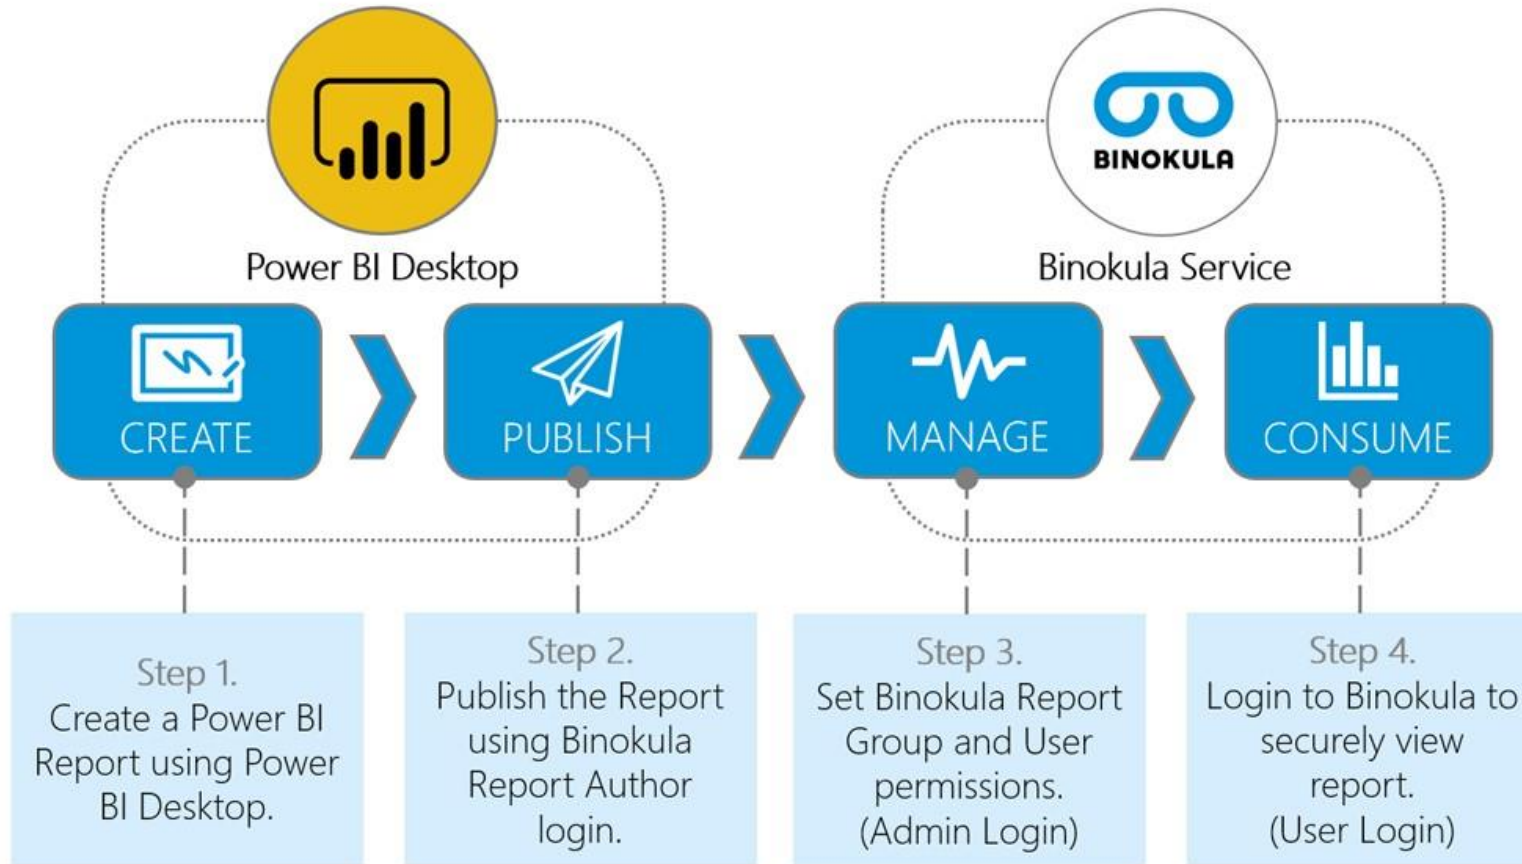 BINOKULA
Power BI Desktop
Binokula Service
CREATE
PUBLISH
MANAGE
CONSUME
Step 1.
Create a Power BI
Report using Power
BI Desktop.
Step 2.
Publish the Report
using Binokula
Report Author
login.
Step 3.
Set Binokula Report
Group and User
permissions.
(Admin Login)
Step 4.
Login to Binokula to
securely view
report.
(User Login)